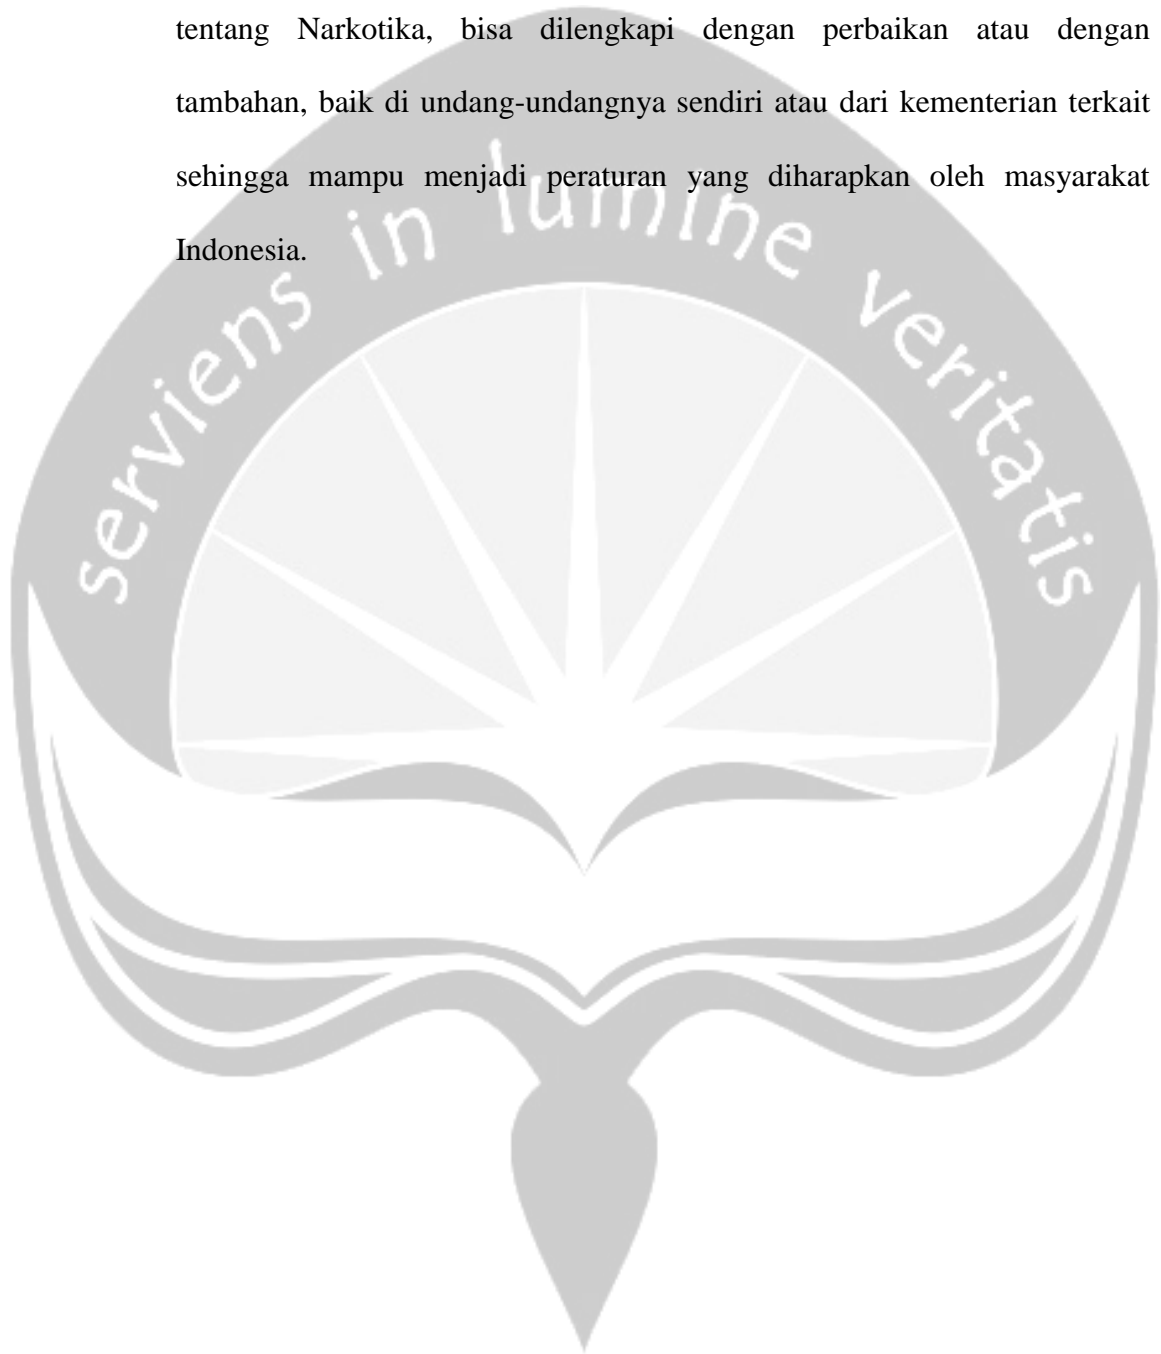 tentang Narkotika, bisa dilengkapi dengan perbaikan atau dengan
tambahan, baik di undang-undangnya sendiri atau dari kementerian terkait
sehingga mampu menjadi peraturan yang diharapkan oleh masyarakat
Indonesia.
serviens in lumine veritatis